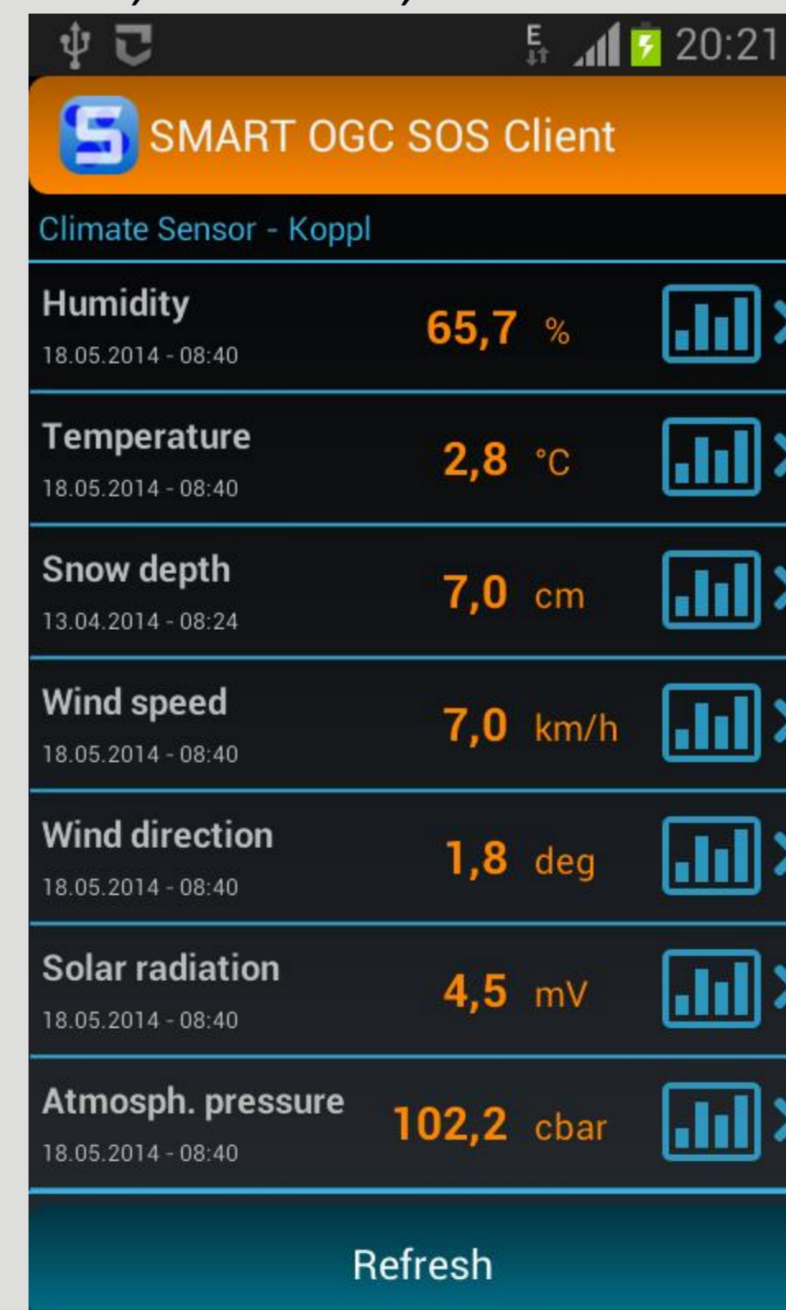 E 20:21
SMART OGC SOS Client
Climate Sensor - Koppl
Humidity
65,7 %
18.05.2014 - 08:40
Temperature
2,8 °C
18.05.2014 - 08:40
Snow depth
7,0 cm
13.04.2014 - 08:24
Wind speed
7,0 km/h
18.05.2014 - 08:40
Wind direction
1,8 deg
18.05.2014 - 08:40
Solar radiation
4,5 mV
18.05.2014 - 08:40
Atmosph. pressure
102,2 cbar
18.05.2014 - 08:40
Refresh